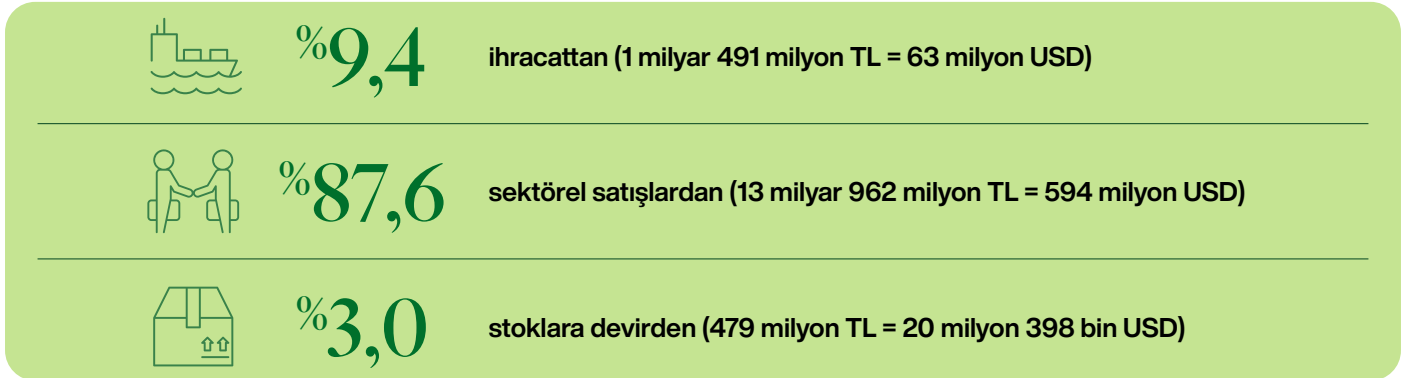 %9,4 ihracattan (1 milyar 491 milyon TL = 63 milyon USD)
%87,6 sektörel satışlardan (13 milyar 962 milyon TL = 594 milyon USD)
%3,0 stoklara devirden (479 milyon TL = 20 milyon 398 bin USD)